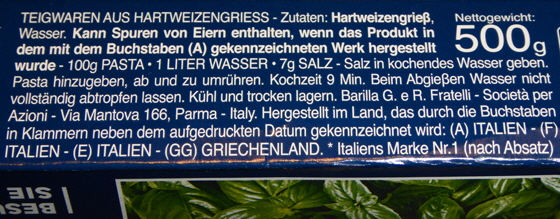 TEIGWAREN AUS HARTWEIZENGRIESS - Zutaten: Hartweizengrieß,
Wasser. Kann Spuren von Eiern enthalten, wenn das Produkt in
dem mit dem Buchstaben (A) gekennzeichneten Werk hergestellt
wurde - 100g PASTA • 1 LITER WASSER • 7g SALZ - Salz in kochendes Wasser geben.
Nettogewicht:
500g
Pasta hinzugeben, ab und zu umrühren. Kochzeit 9 Min. Beim Abgießen Wasser nicht
vollständig abtropfen lassen. Kühl und trocken lagern. Barilla G. e R. Fratelli - Società per
Azioni - Via Mantova 166, Parma - Italy. Hergestellt im Land, das durch die Buchstaben
in Klammern neben dem aufgedruckten Datum gekennzeichnet wird: (A) ITALIEN - (F)
ITALIEN - (E) ITALIEN - (GG) GRIECHENLAND. * Italiens Marke Nr.1 (nach Absatz)
SIE